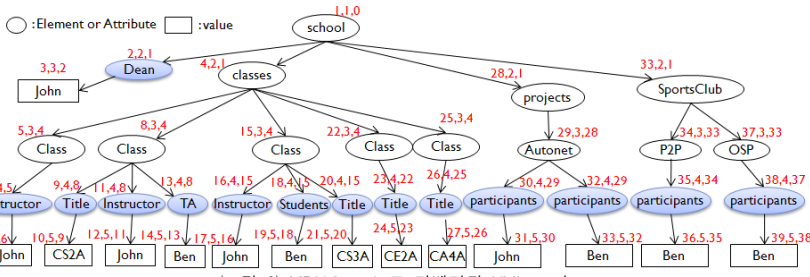 :Element or Attribute :value
1,1,0
school
2,2,1
Dean
3,3,2
John
4,2,1
classes
28,2,1
projects
33,2,1
SportsClub
5,3,4
Class
8,3,4
Class
15,3,4
Class
22,3,4
Class
25,3,4
Class
29,3,28
Autonet
34,3,33
P2P
37,3,33
OSP
4,5
tructor
9,4,8
Title
11,4,8
Instructor
13,4,8
TA
16,4,15
Instructor
18,4,15
Students
20,4,15
Title
23,4,22
Title
26,4,25
Title
30,4,29
participants
32,4,29
participants
35,4,34
participants
38,4,37
participants
John
10,5,9
CS2A
12,5,11
John
14,5,13
Ben
17,5,16
John
19,5,18
Ben
21,5,20
CS3A
24,5,23
CE2A
27,5,26
CA4A
31,5,30
John
33,5,32
Ben
36,5,35
Ben
39,5,38
Ben